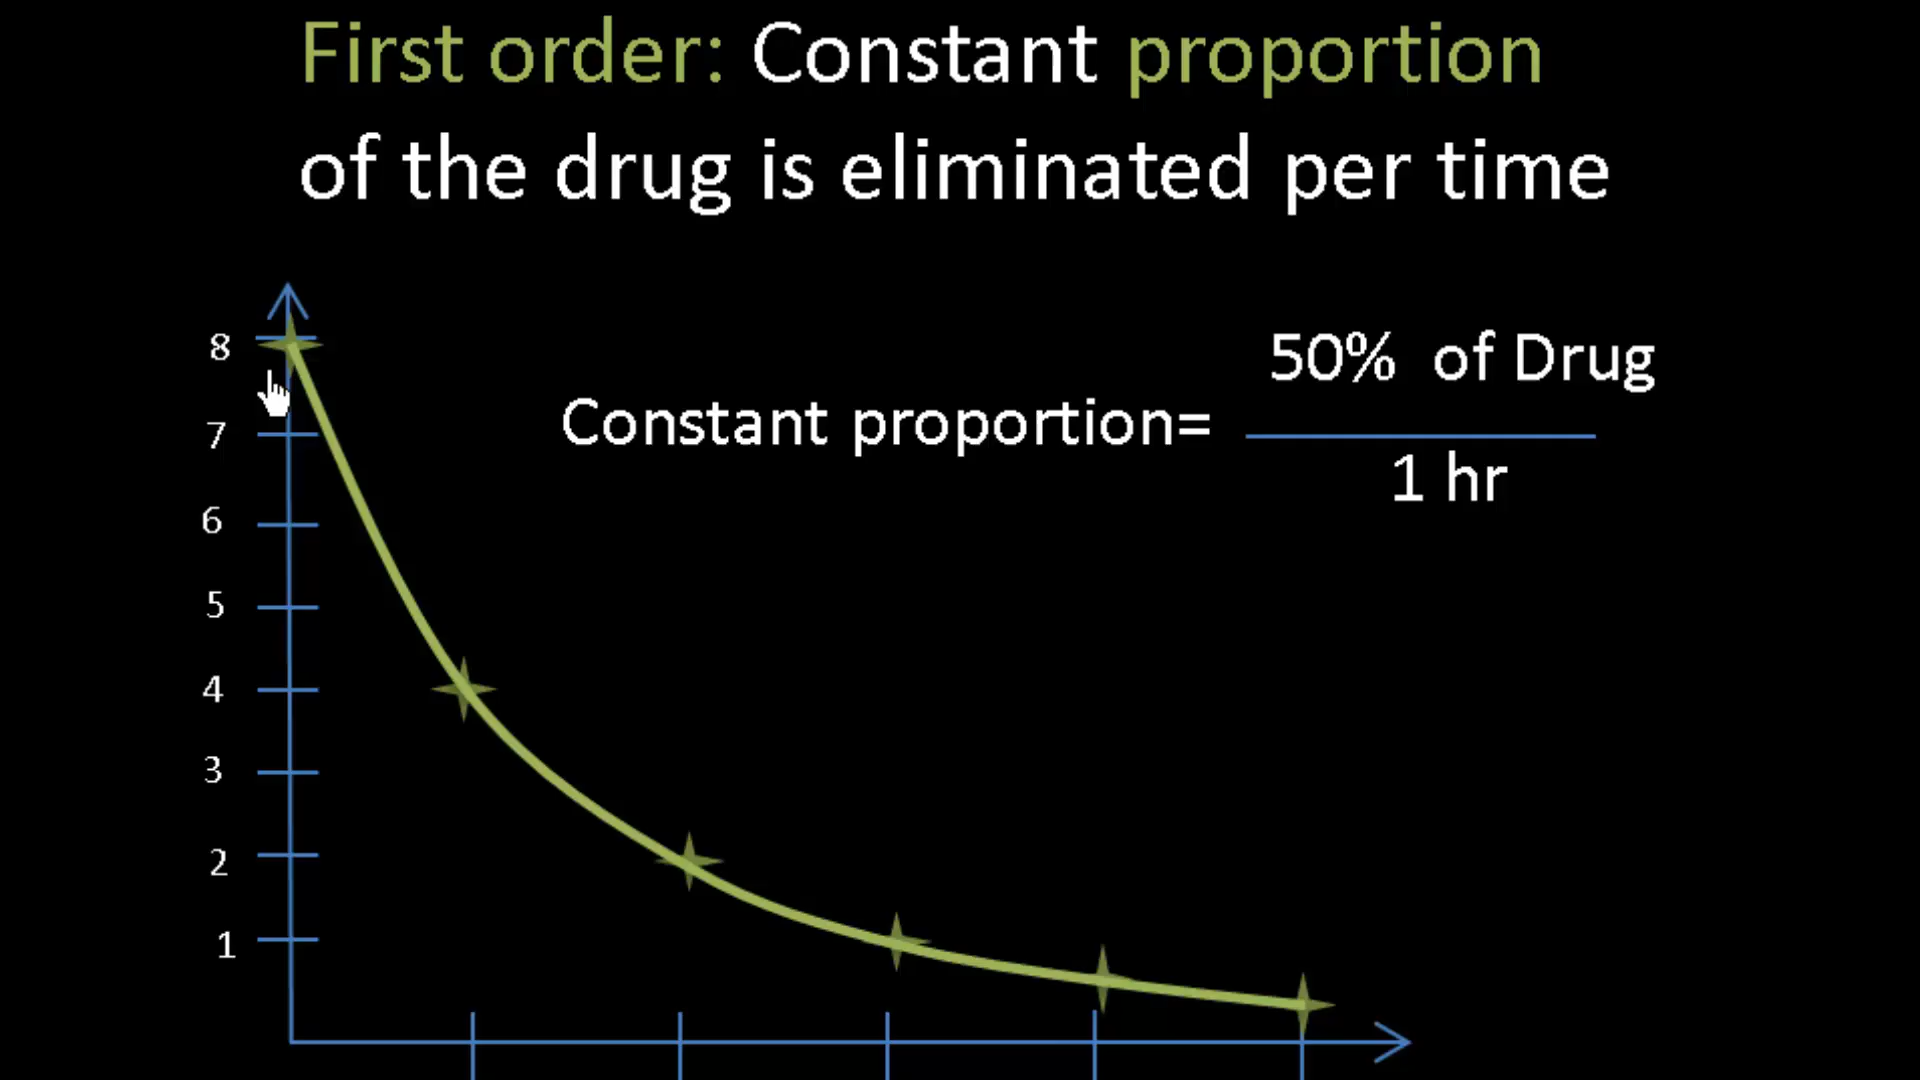 First order: Constant proportion
of the drug is eliminated per time
50% of Drug
Constant proportion=
1 hr
8
7
6
5
4
3
2
1